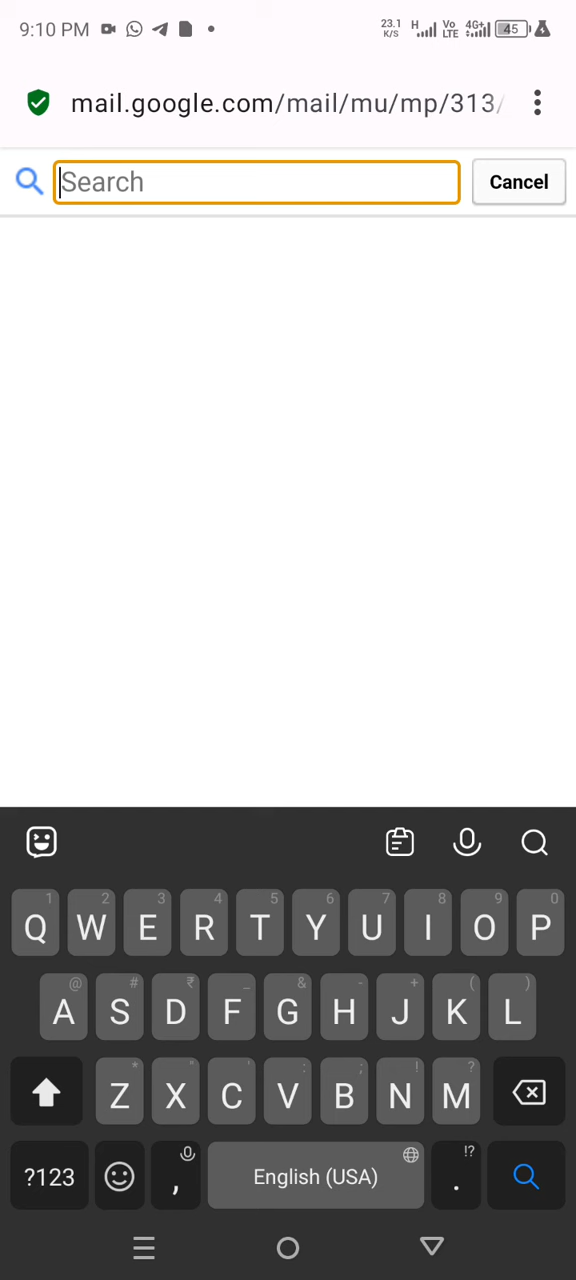 9:10 PM 23.1 K/S H Vo LTE 4G+ 45
mail.google.com/mail/mu/mp/313/
Search Cancel
1 2 3 4 5 6 7 8 9 0
Q W E R T Y U I O P
@ # ₹ _ & - + ( )
A S D F G H J K L
* " ' : ; ! ?
Z X C V B N M
!?
?123 , English (USA) .